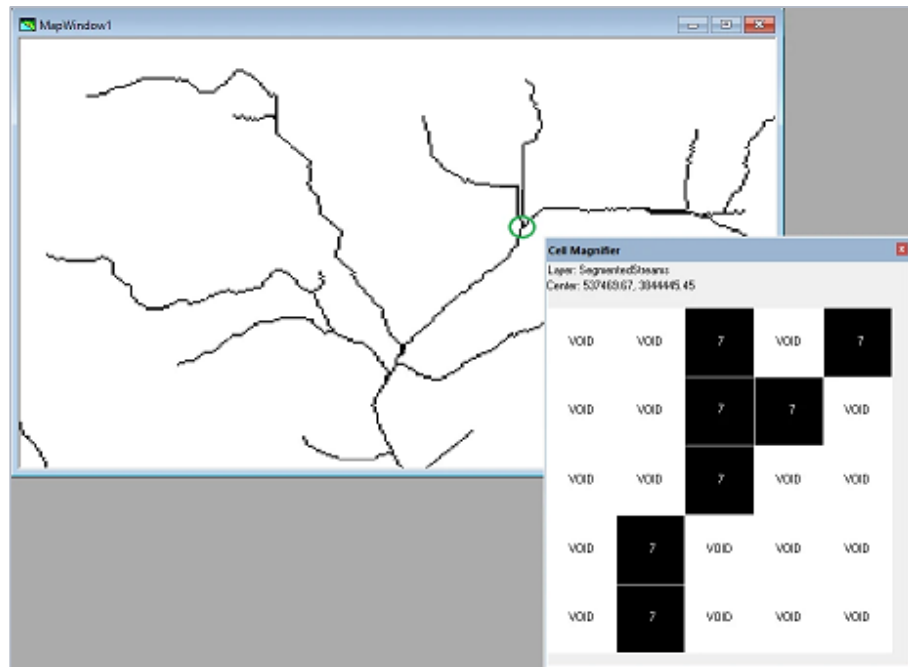 MapWindow1
Cell Magnifier
Layer: SegmentedStreams
Center: 537469.67, 3844445.45
VOID VOID 7 VOID 7
VOID VOID 7 7 VOID
VOID VOID 7 VOID VOID
VOID 7 VOID VOID VOID
VOID 7 VOID VOID VOID